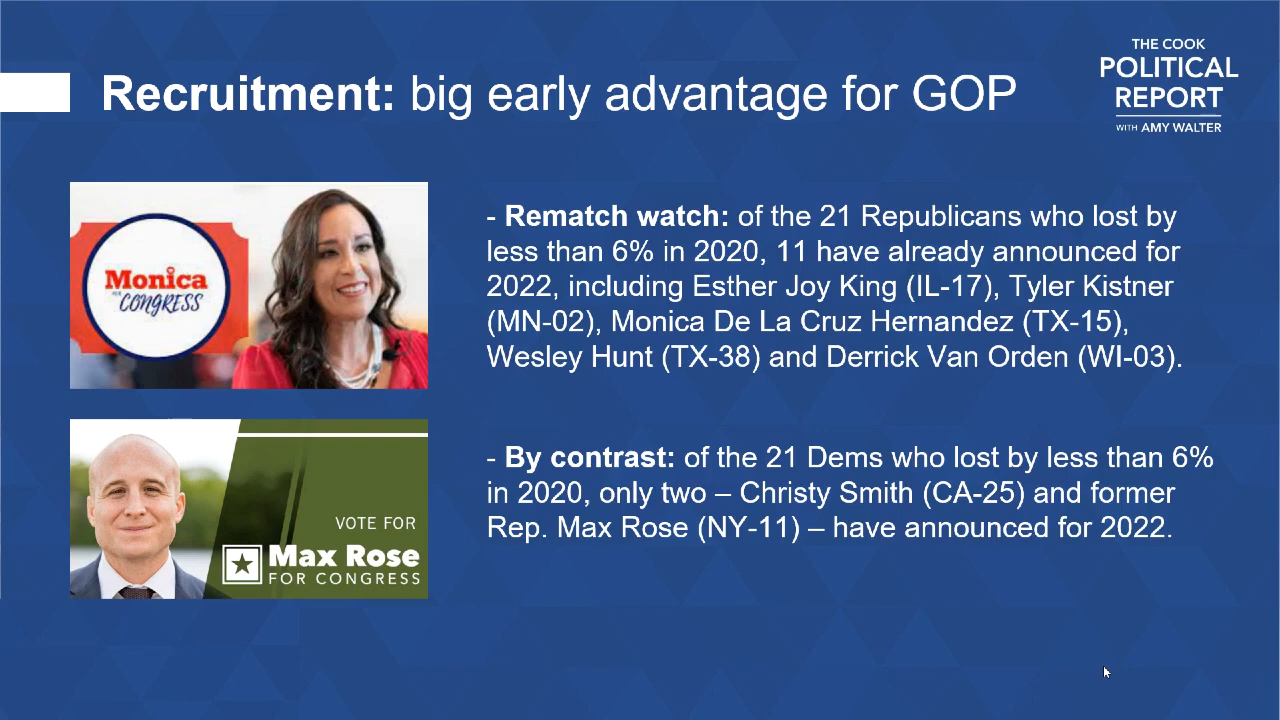 THE COOK
POLITICAL
REPORT
WITH AMY WALTER
Recruitment: big early advantage for GOP
Monica
FOR
CONGRESS
- Rematch watch: of the 21 Republicans who lost by
less than 6% in 2020, 11 have already announced for
2022, including Esther Joy King (IL-17), Tyler Kistner
(MN-02), Monica De La Cruz Hernandez (TX-15),
Wesley Hunt (TX-38) and Derrick Van Orden (WI-03).
VOTE FOR
Max Rose
FOR CONGRESS
- By contrast: of the 21 Dems who lost by less than 6%
in 2020, only two – Christy Smith (CA-25) and former
Rep. Max Rose (NY-11) – have announced for 2022.